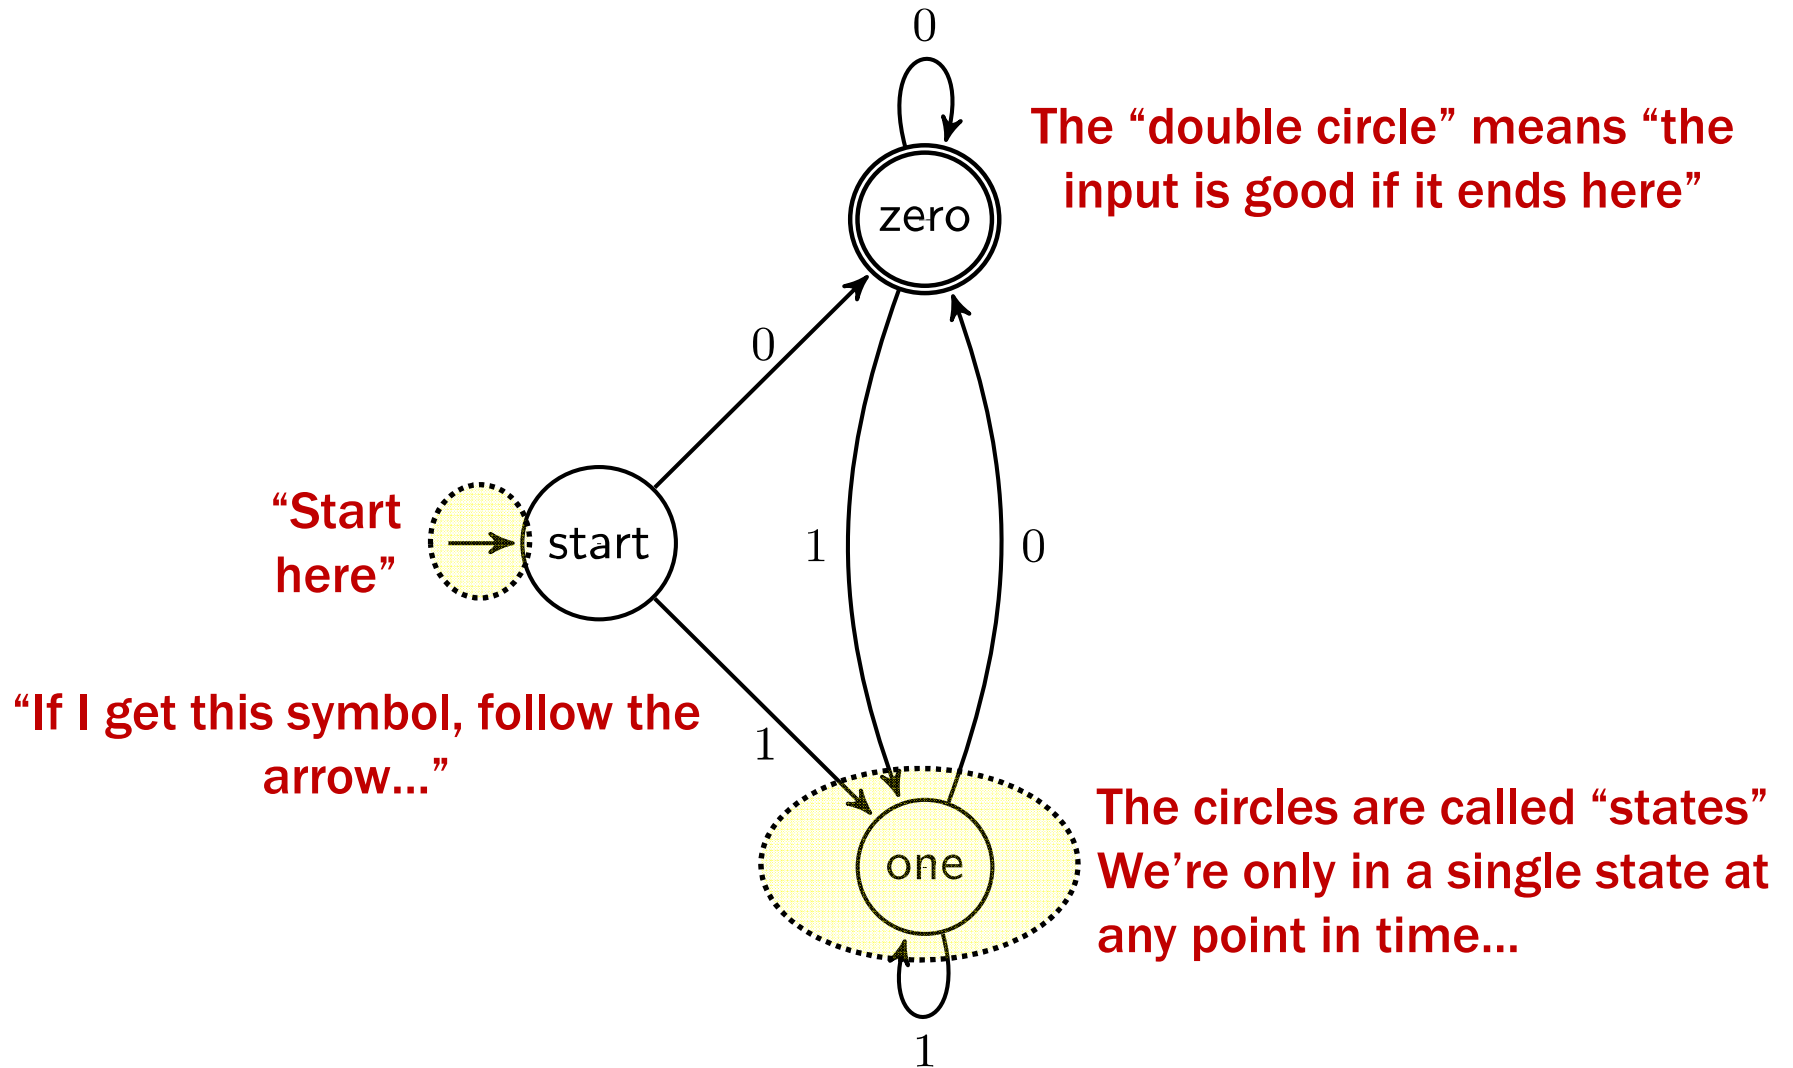 0
The “double circle” means “the
input is good if it ends here”
zero
0
“Start
here”
start
1
0
“If I get this symbol, follow the
arrow…”
1
The circles are called “states”
We’re only in a single state at
any point in time…
one
1